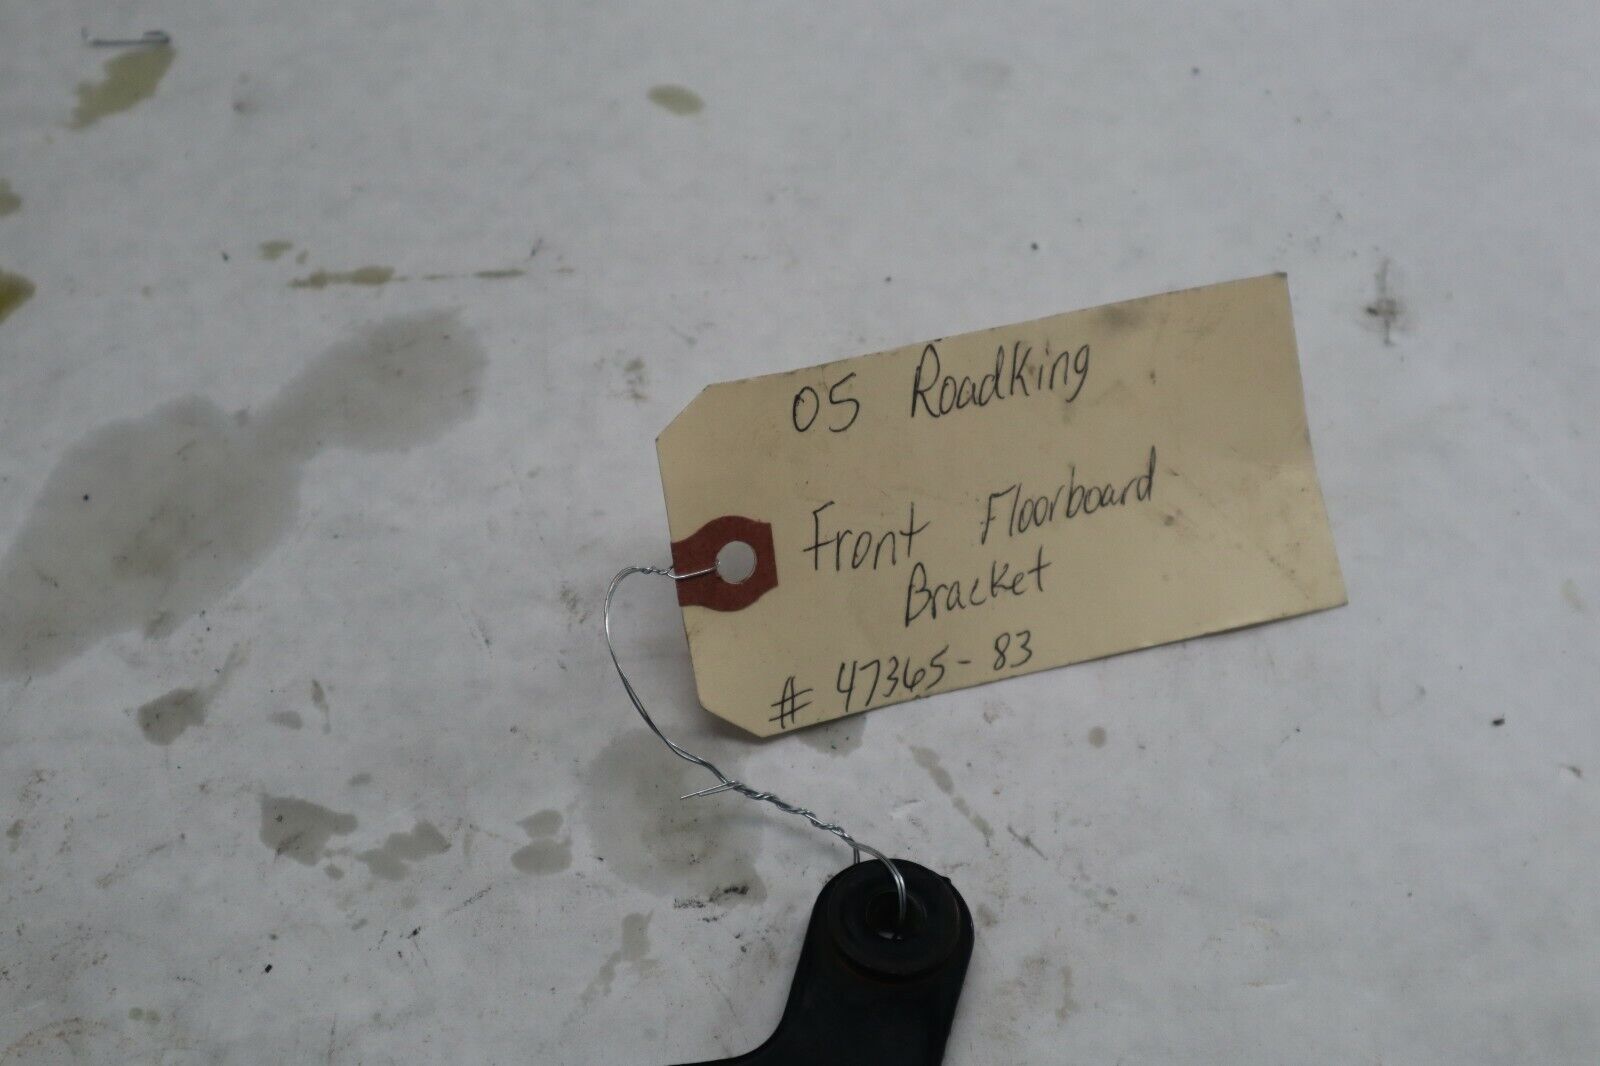 05 RoadKing
Front Floorboard
Bracket
# 47365-83